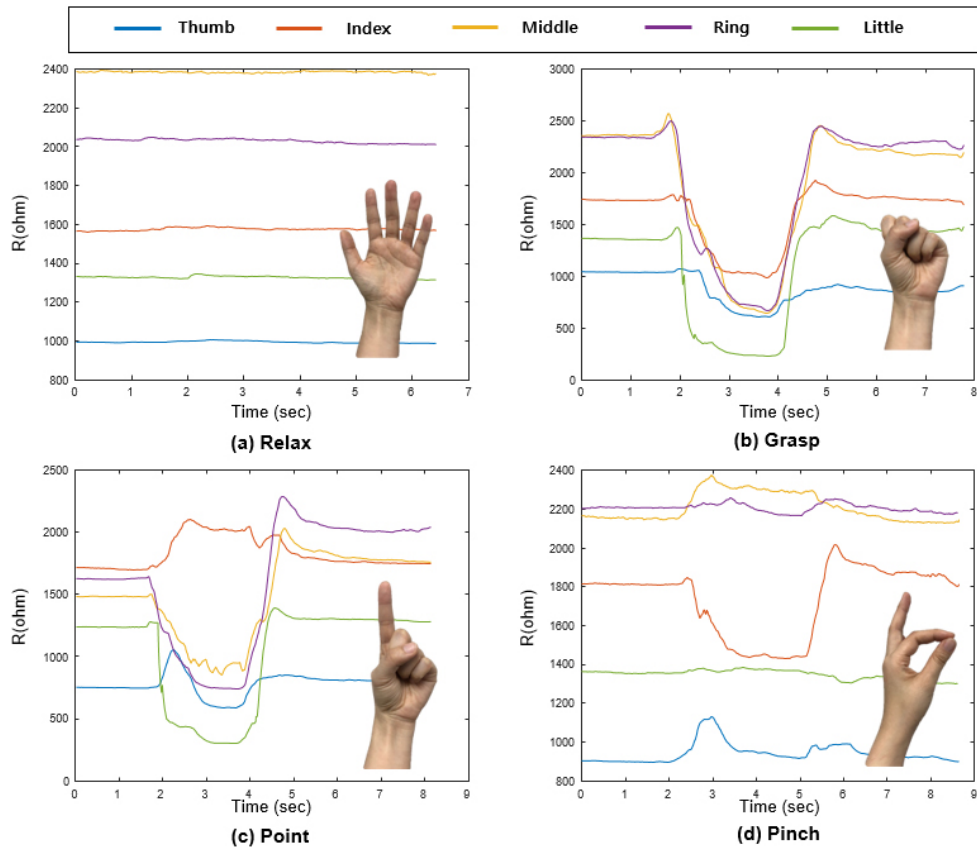 Thumb Index Middle Ring Little
2400
2200
2000
1800
1600
1400
1200
1000
800
R(ohm)
0 1 2 3 4 5 6 7
Time (sec)
(a) Relax
3000
2500
2000
1500
1000
500
0
R(ohm)
0 1 2 3 4 5 6 7 8
Time (sec)
(b) Grasp
2500
2000
1500
1000
500
0
R(ohm)
0 1 2 3 4 5 6 7 8 9
Time (sec)
(c) Point
2400
2200
2000
1800
1600
1400
1200
1000
800
R(ohm)
0 1 2 3 4 5 6 7 8 9
Time (sec)
(d) Pinch